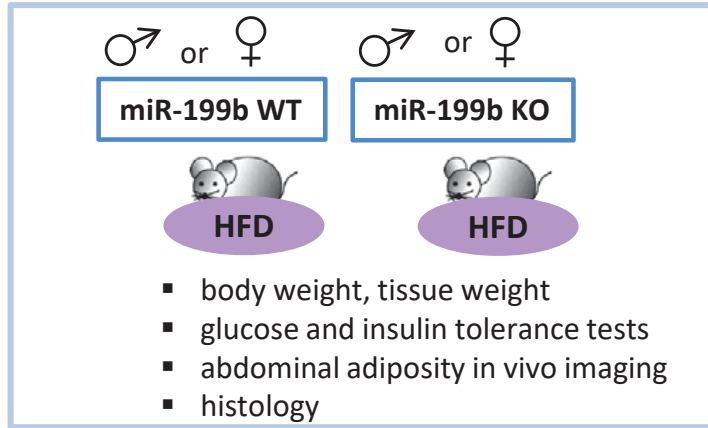 ♂ or ♀ ♂ or ♀
miR-199b WT miR-199b KO
HFD HFD
▪ body weight, tissue weight
▪ glucose and insulin tolerance tests
▪ abdominal adiposity in vivo imaging
▪ histology